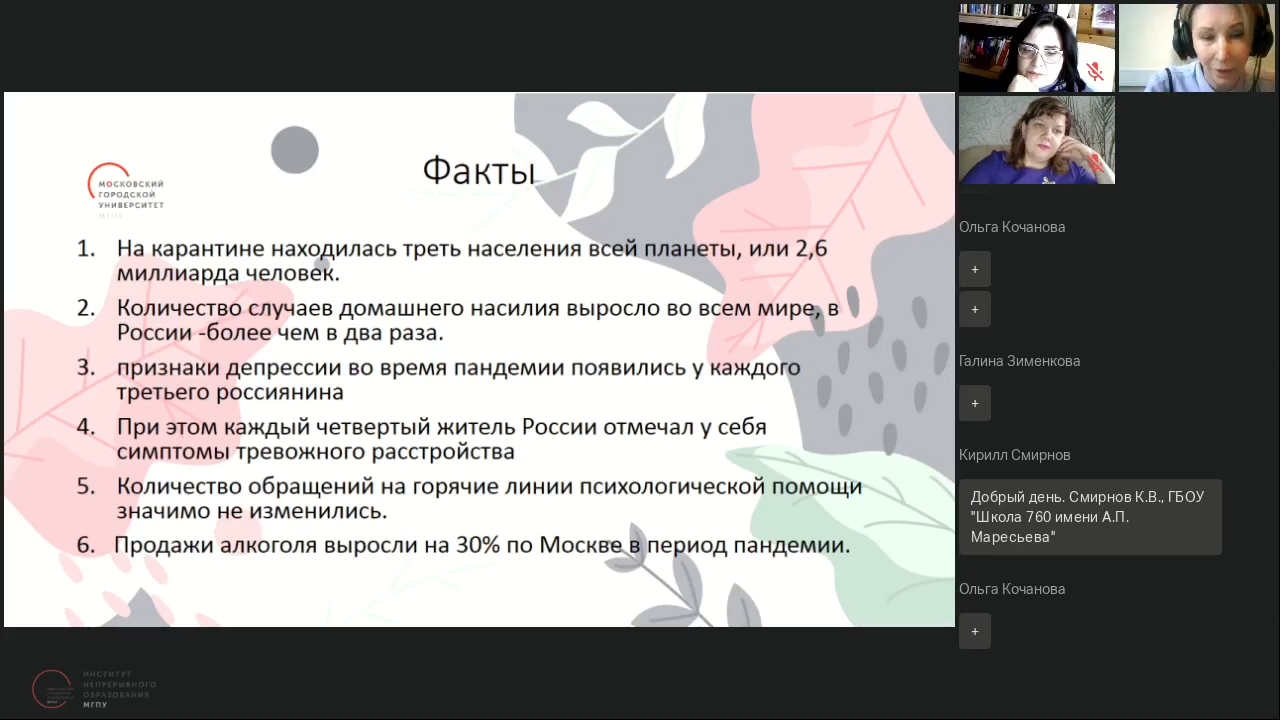 МОСКОВСКИЙ
ГОРОДСКОЙ
УНИВЕРСИТЕТ
МГПУ
Факты
1. На карантине находилась треть населения всей планеты, или 2,6
миллиарда человек.
2. Количество случаев домашнего насилия выросло во всем мире, в
России -более чем в два раза.
3. признаки депрессии во время пандемии появились у каждого
третьего россиянина
4. При этом каждый четвертый житель России отмечал у себя
симптомы тревожного расстройства
5. Количество обращений на горячие линии психологической помощи
значимо не изменились.
6. Продажи алкоголя выросли на 30% по Москве в период пандемии.
ИНСТИТУТ
НЕПРЕРЫВНОГО
ОБРАЗОВАНИЯ
МГПУ
Ольга Кочанова
+
+
Галина Зименкова
+
Кирилл Смирнов
Добрый день. Смирнов К.В., ГБОУ
"Школа 760 имени А.П.
Маресьева"
Ольга Кочанова
+